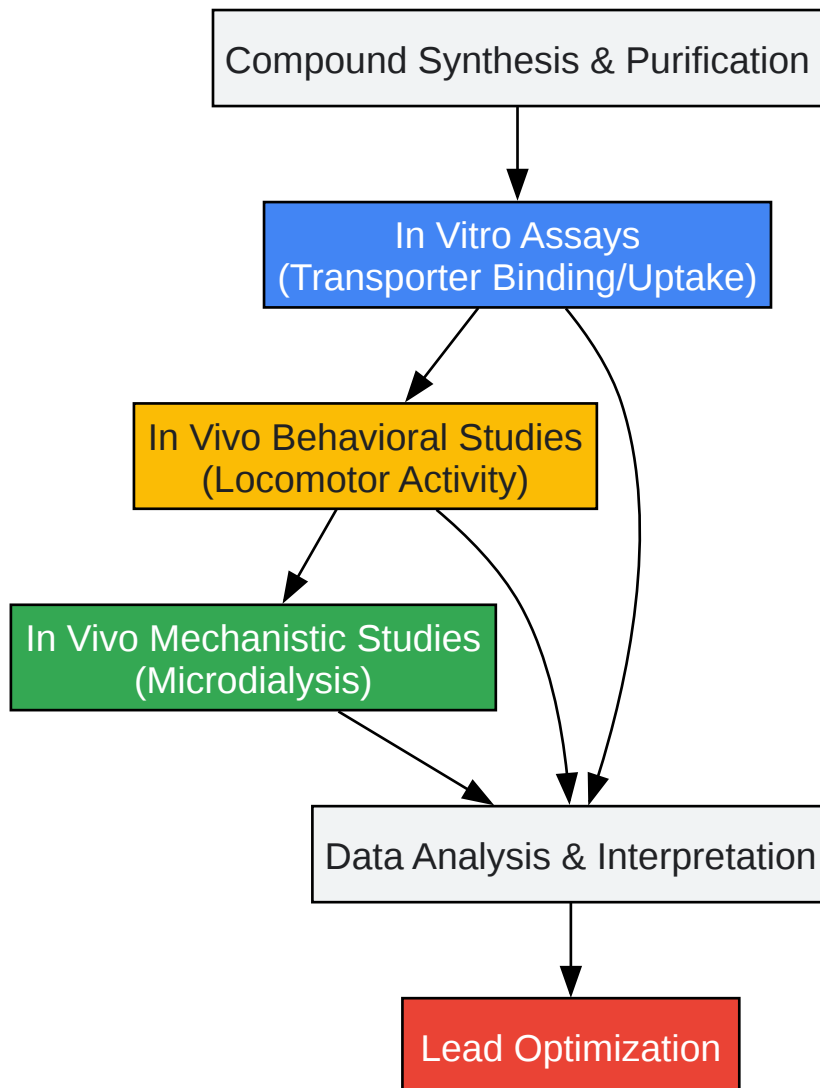 Compound Synthesis & Purification
In Vitro Assays
(Transporter Binding/Uptake)
In Vivo Behavioral Studies
(Locomotor Activity)
In Vivo Mechanistic Studies
(Microdialysis)
Data Analysis & Interpretation
Lead Optimization